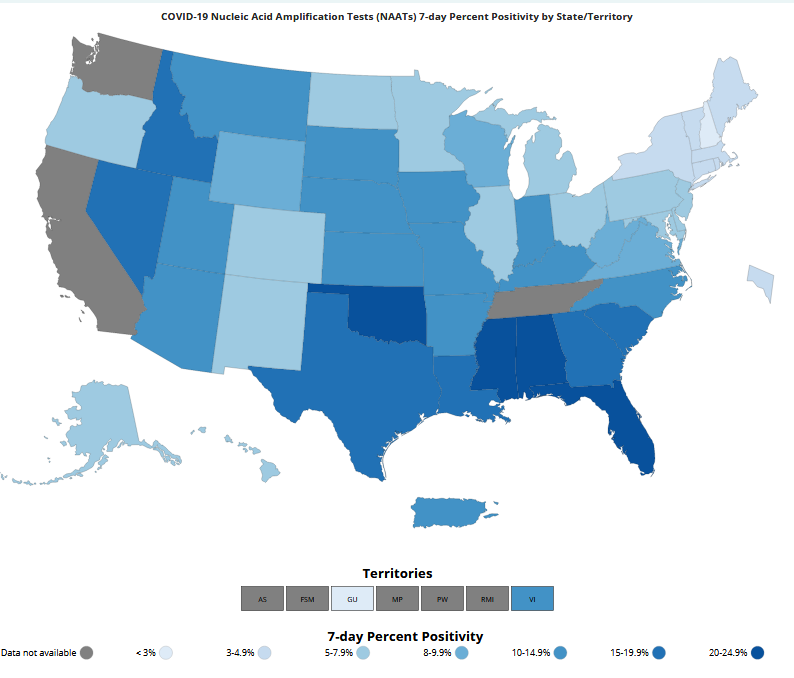 COVID-19 Nucleic Acid Amplification Tests (NAATs) 7-day Percent Positivity by State/Territory
Territories
AS FSM GU MP PW RMI VI
7-day Percent Positivity
Data not available < 3% 3-4.9% 5-7.9% 8-9.9% 10-14.9% 15-19.9% 20-24.9%